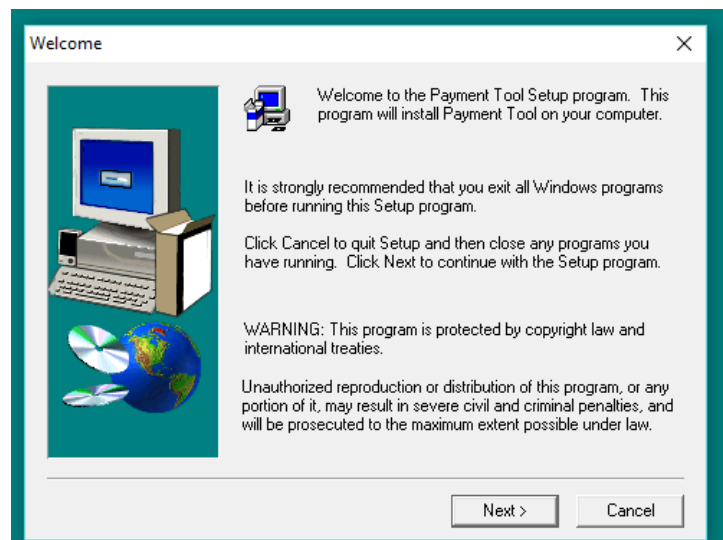 Welcome
Welcome to the Payment Tool Setup program. This
program will install Payment Tool on your computer.
It is strongly recommended that you exit all Windows programs
before running this Setup program.
Click Cancel to quit Setup and then close any programs you
have running. Click Next to continue with the Setup program.
WARNING: This program is protected by copyright law and
international treaties.
Unauthorized reproduction or distribution of this program, or any
portion of it, may result in severe civil and criminal penalties, and
will be prosecuted to the maximum extent possible under law.
Next >
Cancel